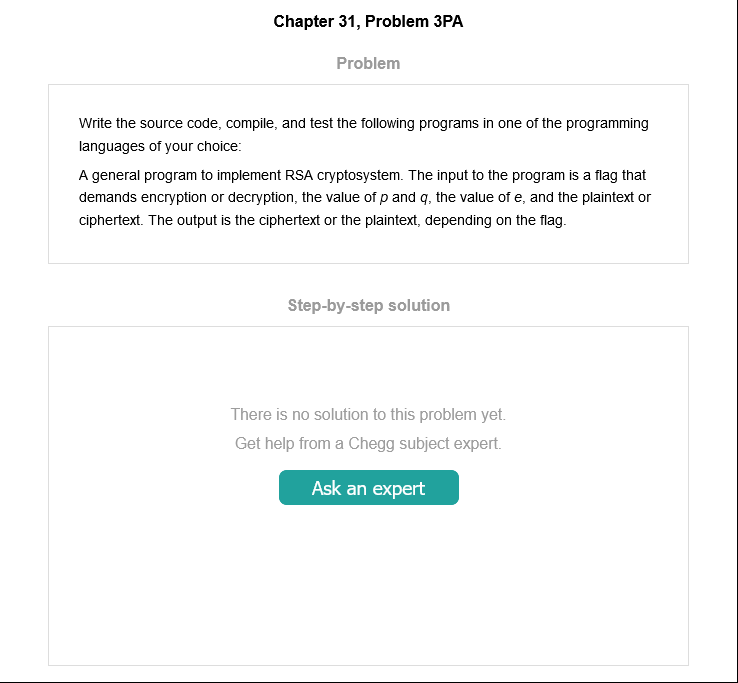 Chapter 31, Problem 3PA
Problem
Write the source code, compile, and test the following programs in one of the programming
languages of your choice:
A general program to implement RSA cryptosystem. The input to the program is a flag that
demands encryption or decryption, the value of p and q, the value of e, and the plaintext or
ciphertext. The output is the ciphertext or the plaintext, depending on the flag.
Step-by-step solution
There is no solution to this problem yet.
Get help from a Chegg subject expert.
Ask an expert